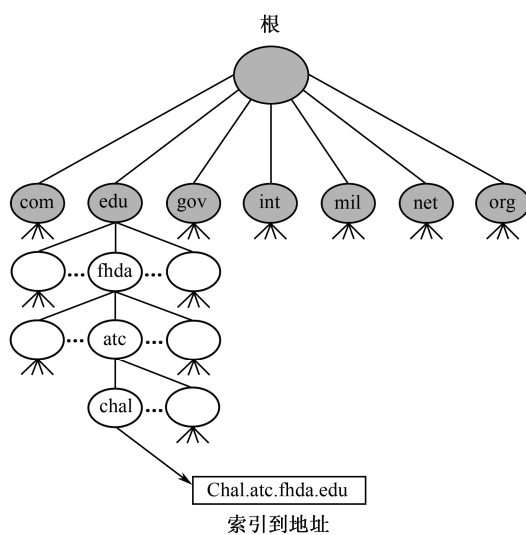 根
com edu gov int mil net org
... fhda ...
... atc ...
chal ...
Chal.atc.fhda.edu
索引到地址